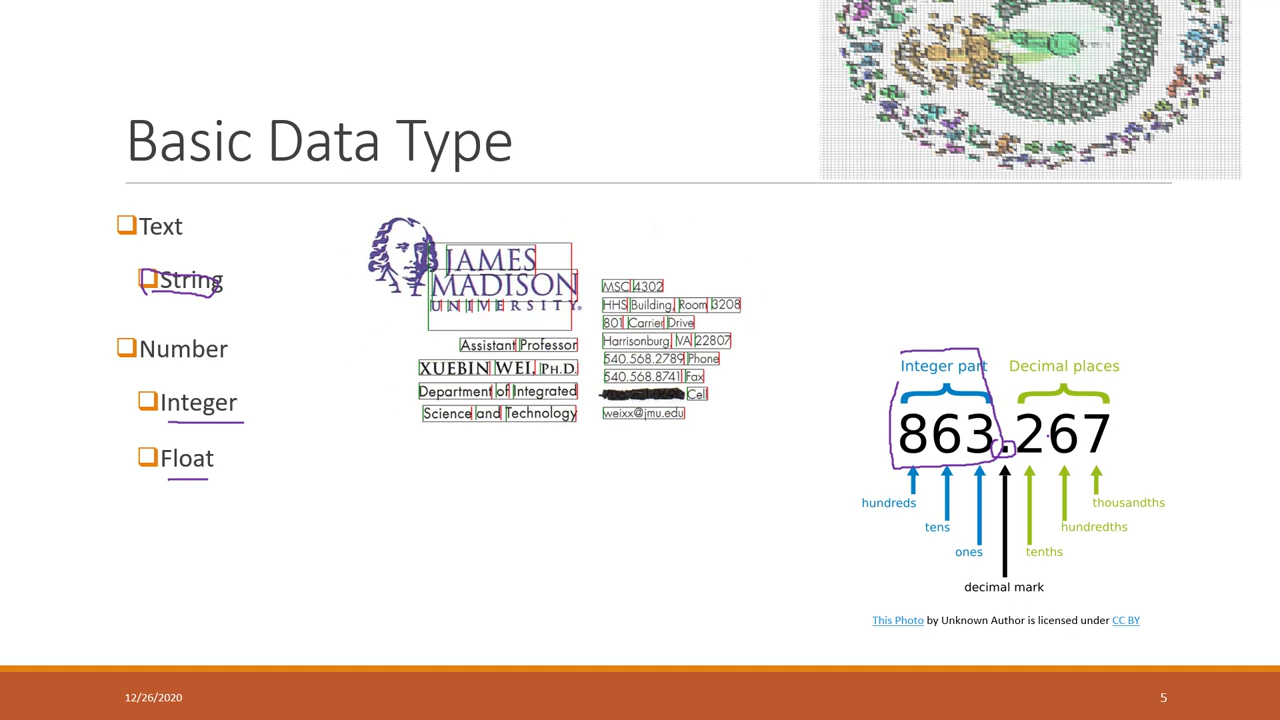 Basic Data Type
Text
String
Number
Integer
Float
JAMES
MADISON
UNIVERSITY.
Assistant Professor
XUEBIN WEI, PH.D.
Department of Integrated
Science and Technology
MSC 4302
HHS Building, Room 3208
801 Carrier Drive
Harrisonburg, VA 22807
540.568.2789 Phone
540.568.8741 Fax
Cell
weixx@jmu.edu
Integer part Decimal places
863.267
hundreds
tens
ones
decimal mark
tenths
hundredths
thousandths
This Photo by Unknown Author is licensed under CC BY
12/26/2020
5